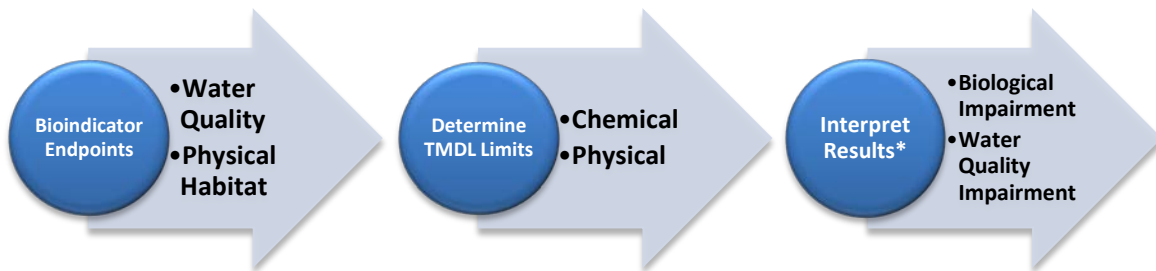 Bioindicator
Endpoints
•Water
Quality
•Physical
Habitat
Determine
TMDL Limits
•Chemical
•Physical
Interpret
Results*
•Biological
Impairment
•Water
Quality
Impairment